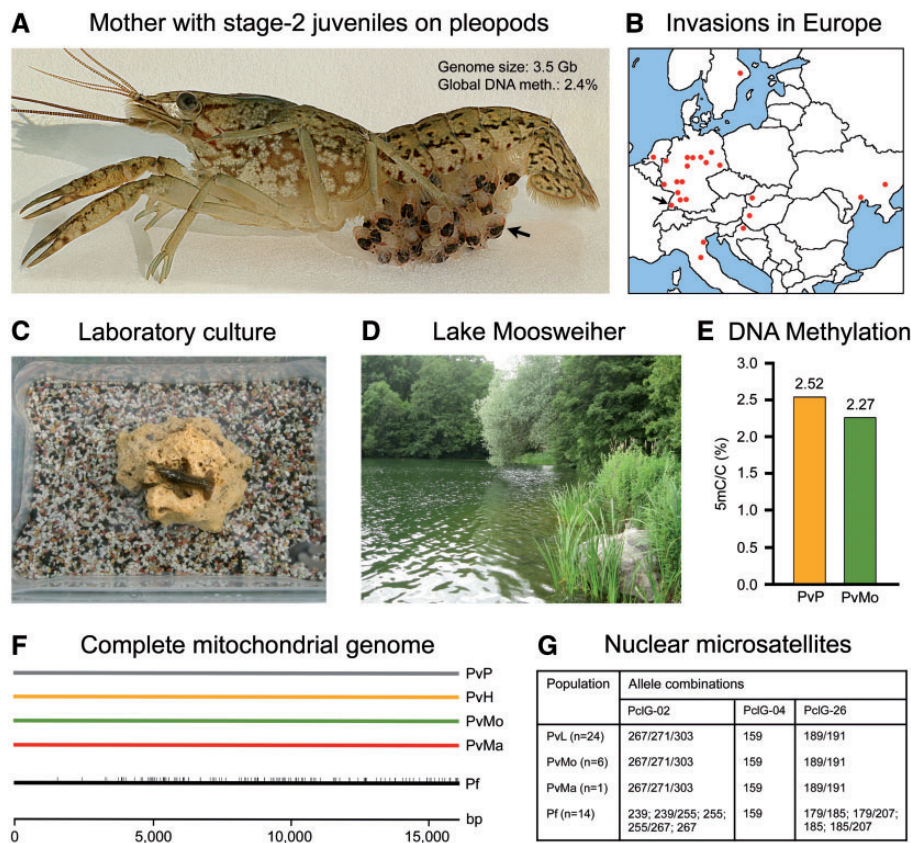 A Mother with stage-2 juveniles on pleopods
Genome size: 3.5 Gb
Global DNA meth.: 2.4%
B Invasions in Europe
C Laboratory culture
D Lake Moosweiher
E DNA Methylation
3.0
2.5
2.0
1.5
1.0
0.5
0.0
5mC/C (%)
2.52
2.27
PvP PvMo
F Complete mitochondrial genome
PvP
PvH
PvMo
PvMa
Pf
bp
0 5,000 10,000 15,000
G Nuclear microsatellites
Population Allele combinations
PclG-02 PclG-04 PclG-26
PvL (n=24) 267/271/303 159 189/191
PvMo (n=6) 267/271/303 159 189/191
PvMa (n=1) 267/271/303 159 189/191
Pf (n=14) 239; 239/255; 255; 159 179/185; 179/207;
255/267; 267 185; 185/207